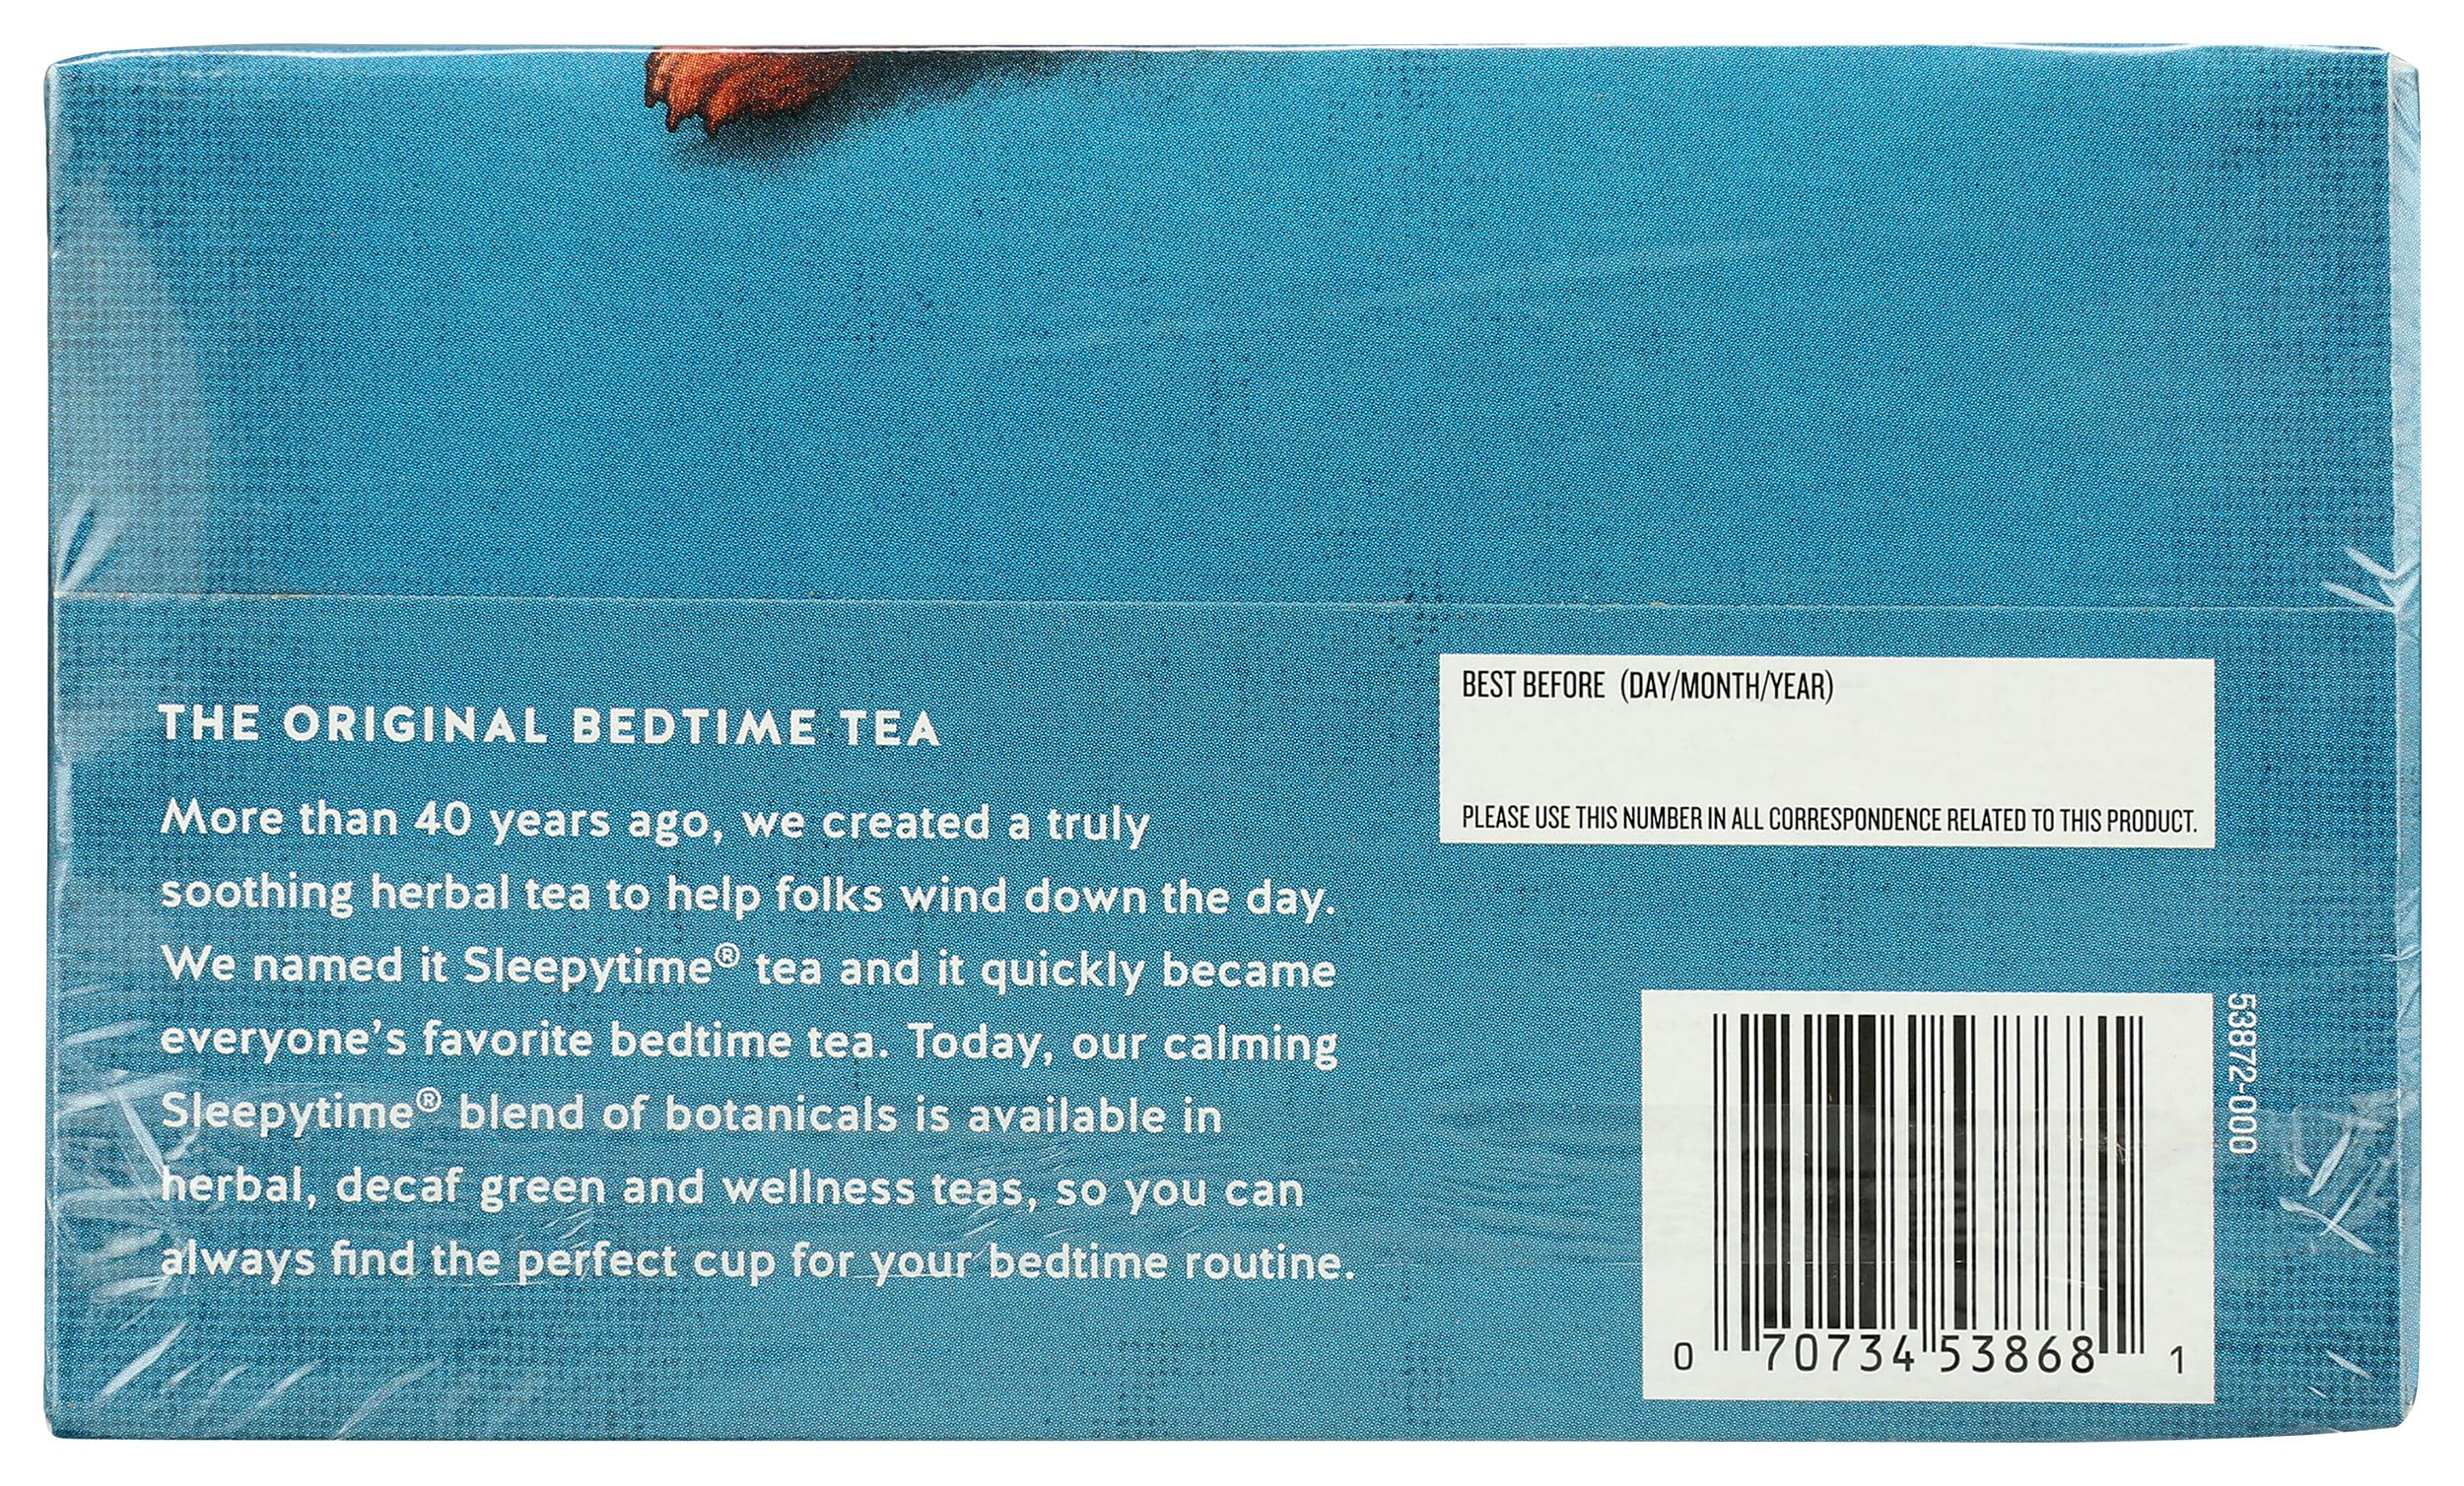 THE ORIGINAL BEDTIME TEA
More than 40 years ago, we created a truly
soothing herbal tea to help folks wind down the day.
We named it Sleepytime® tea and it quickly became
everyone's favorite bedtime tea. Today, our calming
Sleepytime® blend of botanicals is available in
herbal, decaf green and wellness teas, so you can
always find the perfect cup for your bedtime routine.
BEST BEFORE (DAY/MONTH/YEAR)
PLEASE USE THIS NUMBER IN ALL CORRESPONDENCE RELATED TO THIS PRODUCT.
53872-000
0 70734 53868 1